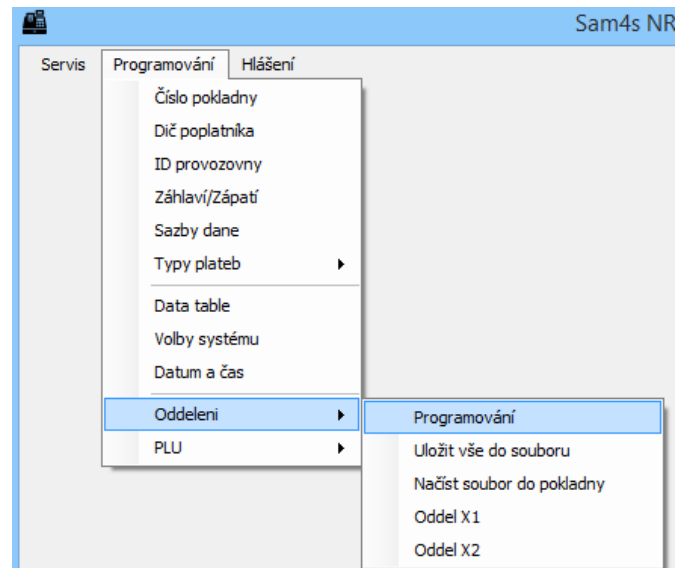 Sam4s NR
Servis Programování Hlášení
Číslo pokladny
Dič poplatníka
ID provozovny
Záhlaví/Zápatí
Sazby dane
Typy plateb
Data table
Volby systému
Datum a čas
Oddeleni
PLU
Programování
Uložit vše do souboru
Načíst soubor do pokladny
Oddel X1
Oddel X2